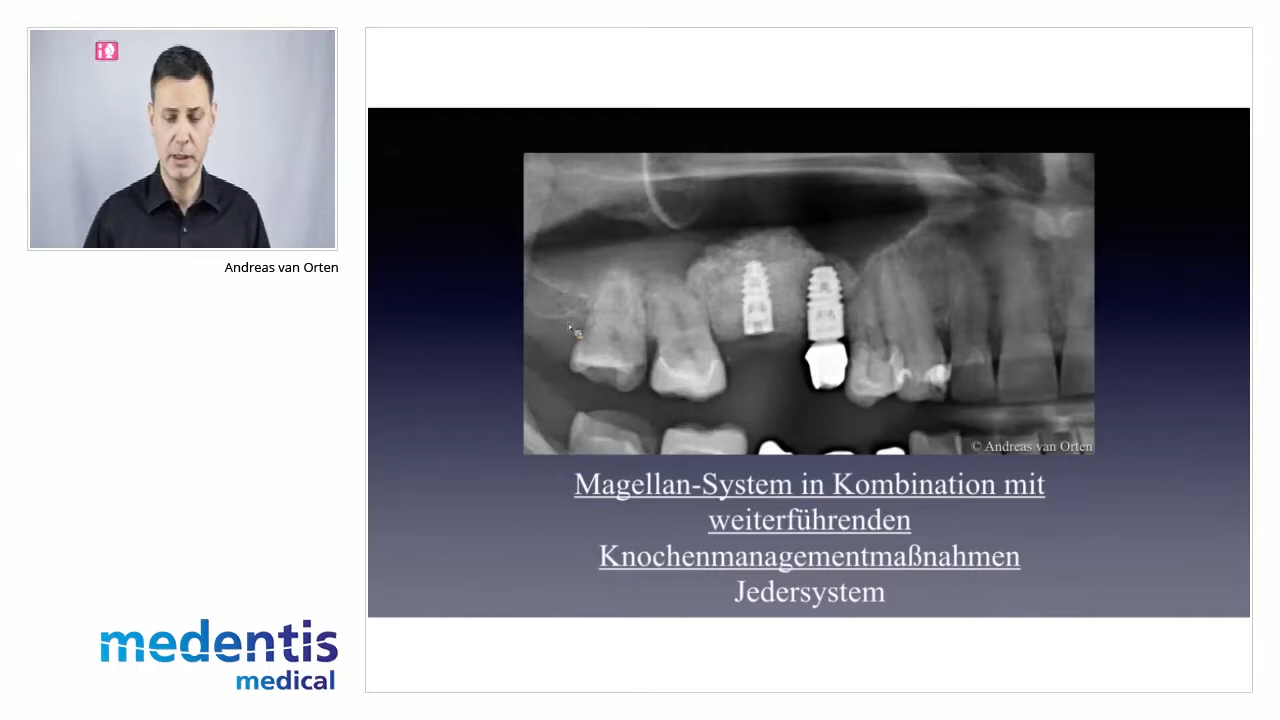 Andreas van Orten
© Andreas van Orten
Magellan-System in Kombination mit
weiterführenden
Knochenmanagementmaßnahmen
Jedersystem
medentis
medical